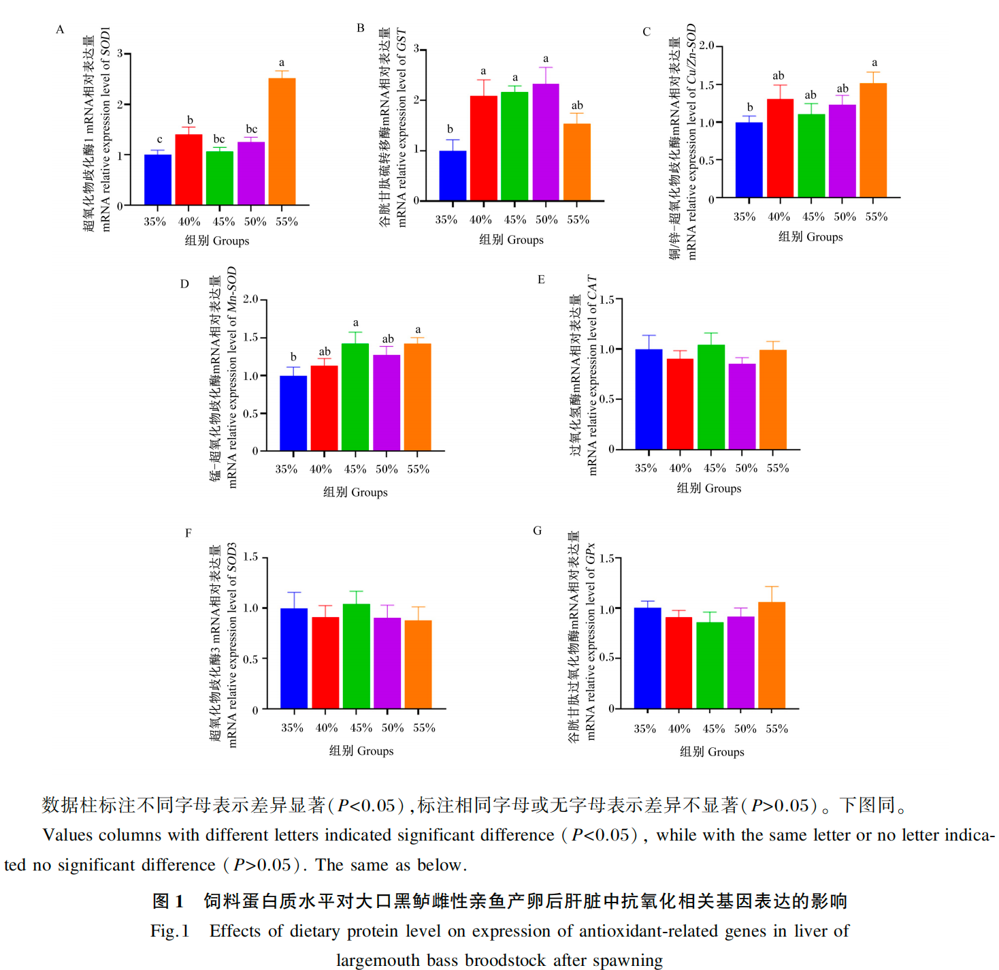 A
超氧化物歧化酶1 mRNA相对表达量
mRNA relative expression level of SOD1
3
2
1
0
c
b
bc
bc
a
35% 40% 45% 50% 55%
组别 Groups
B
谷胱甘肽硫转移酶mRNA相对表达量
mRNA relative expression level of GST
3
2
1
0
b
a
a
a
ab
35% 40% 45% 50% 55%
组别 Groups
C
铜/锌-超氧化物歧化酶mRNA相对表达量
mRNA relative expression level of Cu/Zn-SOD
2.0
1.5
1.0
0.5
0
b
ab
ab
ab
a
35% 40% 45% 50% 55%
组别 Groups
D
锰-超氧化物歧化酶mRNA相对表达量
mRNA relative expression level of Mn-SOD
2.0
1.5
1.0
0.5
0
b
ab
a
ab
a
35% 40% 45% 50% 55%
组别 Groups
E
过氧化氢酶mRNA相对表达量
mRNA relative expression level of CAT
1.5
1.0
0.5
0
35% 40% 45% 50% 55%
组别 Groups
F
超氧化物歧化酶3 mRNA相对表达量
mRNA relative expression level of SOD3
1.5
1.0
0.5
0
35% 40% 45% 50% 55%
组别 Groups
G
谷胱甘肽过氧化物酶mRNA相对表达量
mRNA relative expression level of GPx
1.5
1.0
0.5
0
35% 40% 45% 50% 55%
组别 Groups
数据柱标注不同字母表示差异显著(P<0.05),标注相同字母或无字母表示差异不显著(P>0.05)。下图同。
Values columns with different letters indicated significant difference (P<0.05), while with the same letter or no letter indica-
ted no significant difference (P>0.05). The same as below.
图 1 饲料蛋白质水平对大口黑鲈雌性亲鱼产卵后肝脏中抗氧化相关基因表达的影响
Fig.1 Effects of dietary protein level on expression of antioxidant-related genes in liver of
largemouth bass broodstock after spawning